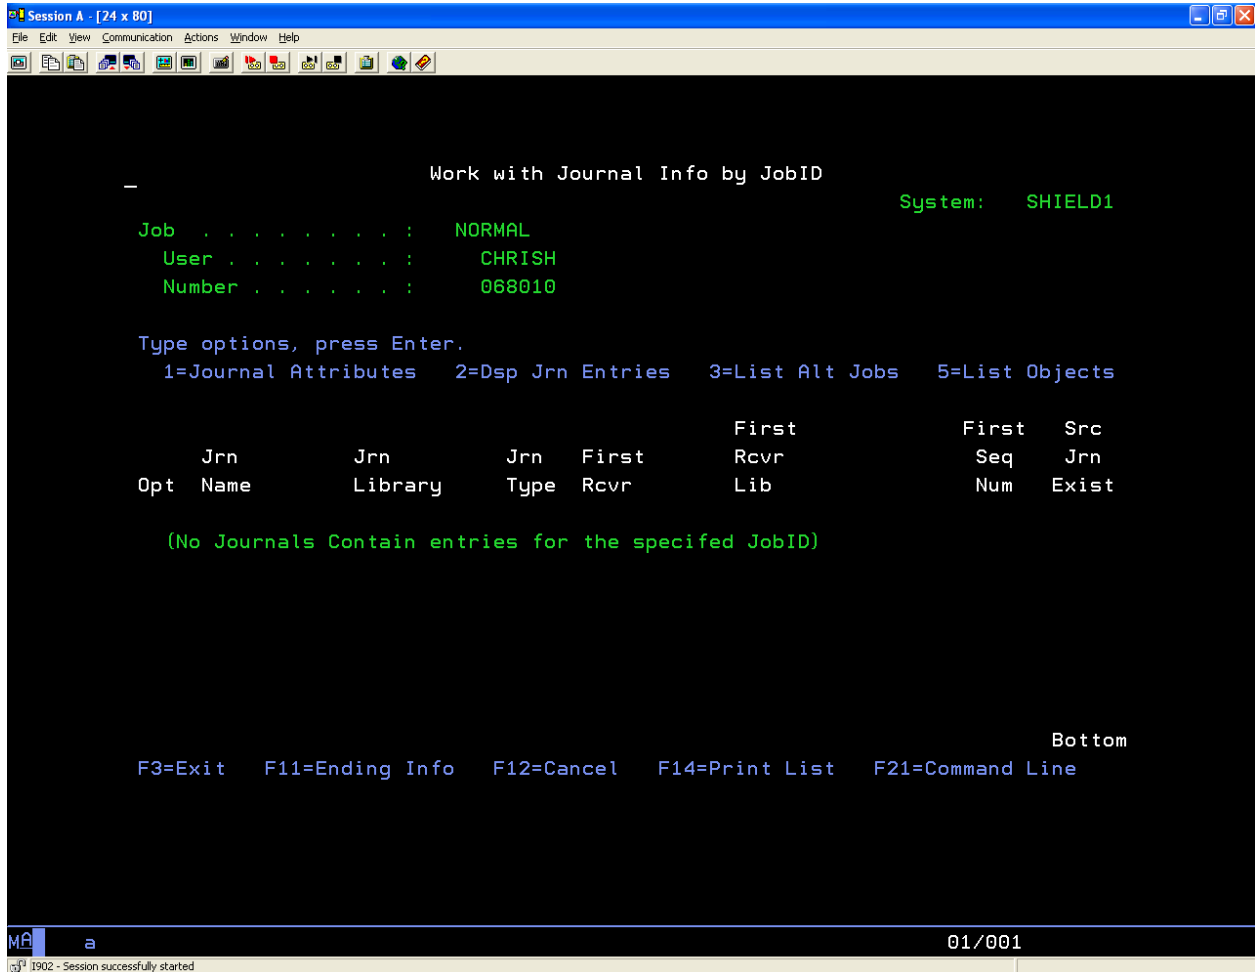 Session A - [24 x 80]
File Edit View Communication Actions Window Help
Work with Journal Info by JobID
System: SHIELD1
Job . . . . . . . . : NORMAL
User . . . . . . . : CHRISH
Number . . . . . . : 068010
Type options, press Enter.
1=Journal Attributes 2=Dsp Jrn Entries 3=List Alt Jobs 5=List Objects
First First Src
Jrn Jrn Jrn First Rcvr Seq Jrn
Opt Name Library Type Rcvr Lib Num Exist
(No Journals Contain entries for the specifed JobID)
Bottom
F3=Exit F11=Ending Info F12=Cancel F14=Print List F21=Command Line
MA a 01/001
I902 - Session successfully started